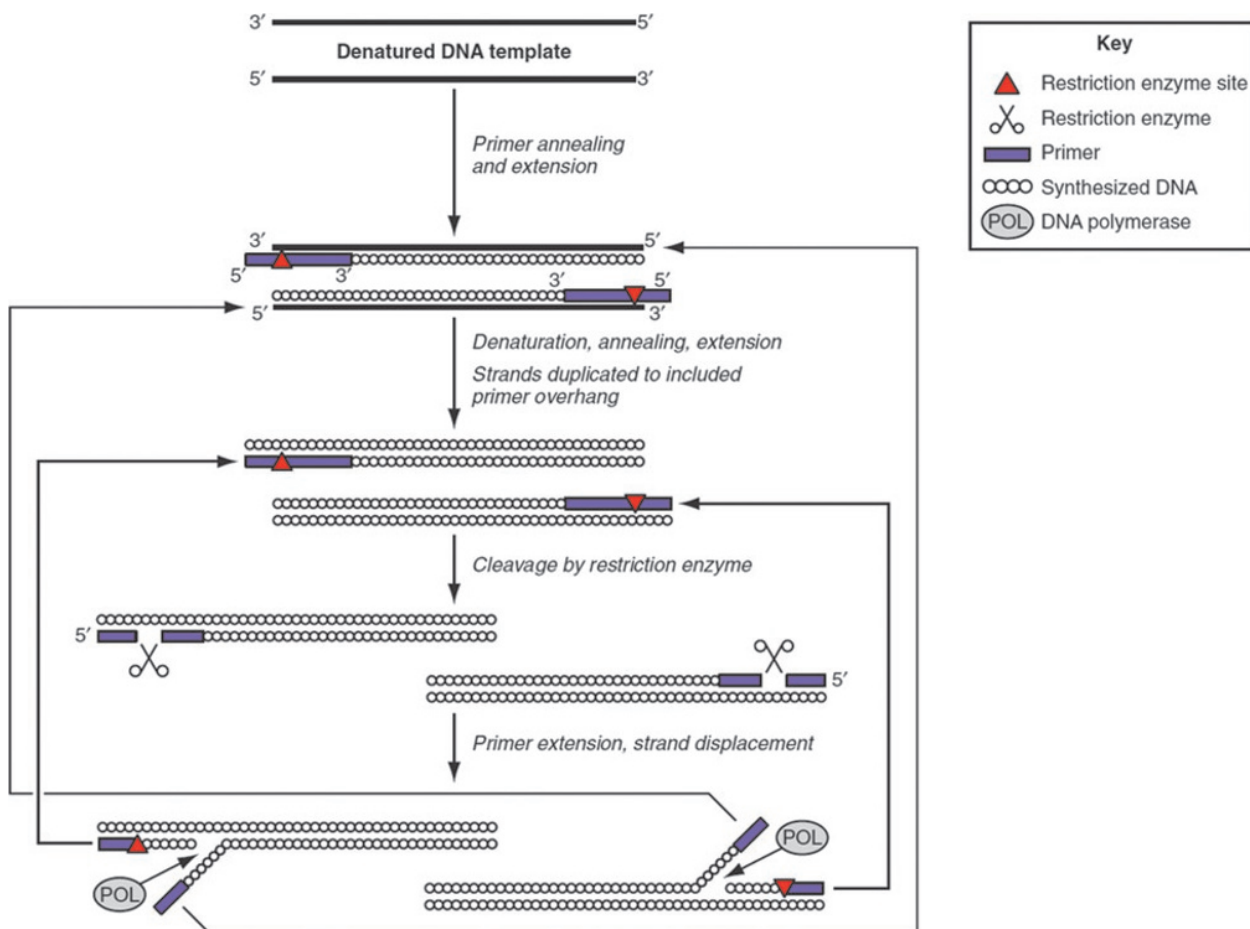 3′ 5′
Denatured DNA template
5′ 3′
Primer annealing
and extension
3′ 5′
5′ 3′
3′ 5′
5′ 3′
Denaturation, annealing, extension
Strands duplicated to included
primer overhang
Cleavage by restriction enzyme
5′
5′
Primer extension, strand displacement
POL
POL
Key
Restriction enzyme site
Restriction enzyme
Primer
Synthesized DNA
POL DNA polymerase